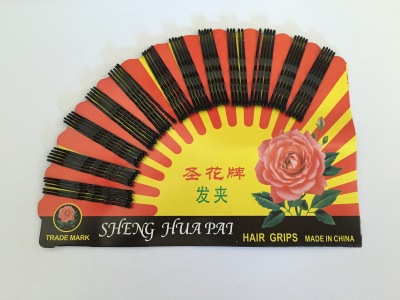 圣花牌
发夹
TRADE MARK
SHENG HUA PAI
HAIR GRIPS MADE IN CHINA